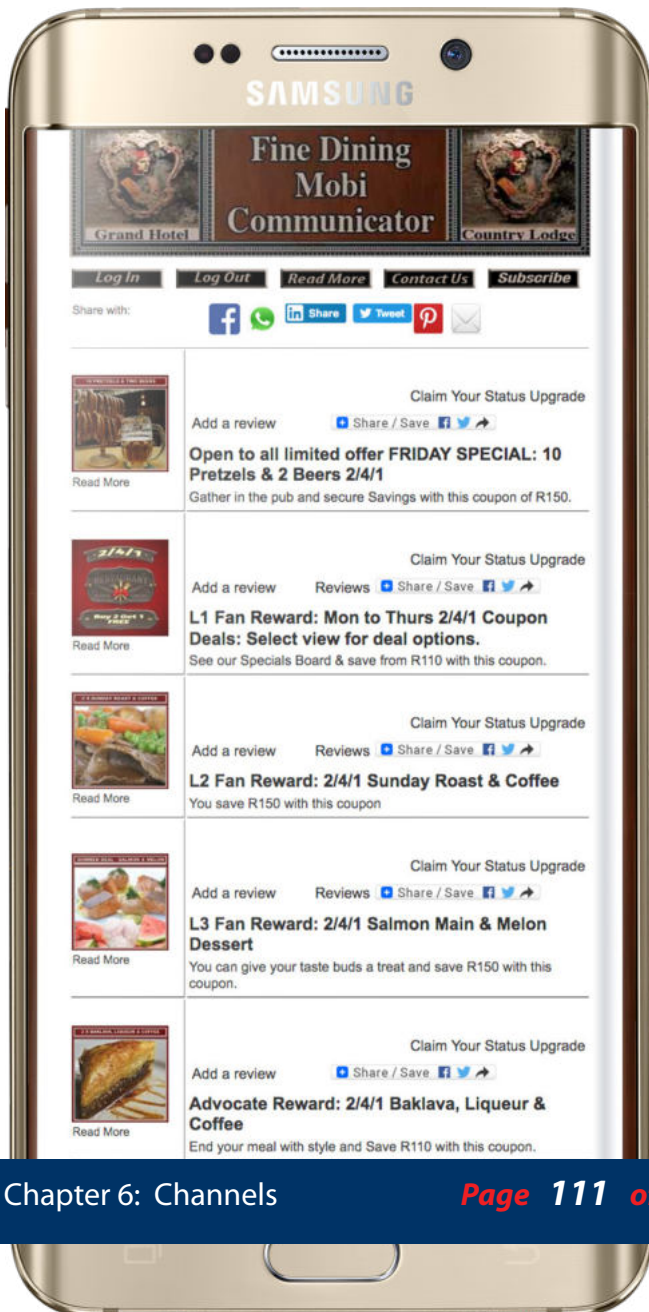 SAMSUNG
Fine Dining
Mobi
Communicator
Grand Hotel
Country Lodge
Log In
Log Out
Read More
Contact Us
Subscribe
Share with:
in Share
Tweet
Claim Your Status Upgrade
Add a review
Share / Save
Open to all limited offer FRIDAY SPECIAL: 10
Pretzels & 2 Beers 2/4/1
Gather in the pub and secure Savings with this coupon of R150.
10 PRETZELS & TWO BEERS
Read More
Claim Your Status Upgrade
Add a review
Reviews
Share / Save
L1 Fan Reward: Mon to Thurs 2/4/1 Coupon
Deals: Select view for deal options.
See our Specials Board & save from R110 with this coupon.
2/4/1
Read More
Claim Your Status Upgrade
Add a review
Reviews
Share / Save
L2 Fan Reward: 2/4/1 Sunday Roast & Coffee
You save R150 with this coupon
Read More
Claim Your Status Upgrade
Add a review
Reviews
Share / Save
L3 Fan Reward: 2/4/1 Salmon Main & Melon
Dessert
You can give your taste buds a treat and save R150 with this
coupon.
Read More
Claim Your Status Upgrade
Add a review
Share / Save
Advocate Reward: 2/4/1 Baklava, Liqueur &
Coffee
End your meal with style and Save R110 with this coupon.
Read More
Chapter 6: Channels
Page 111 o